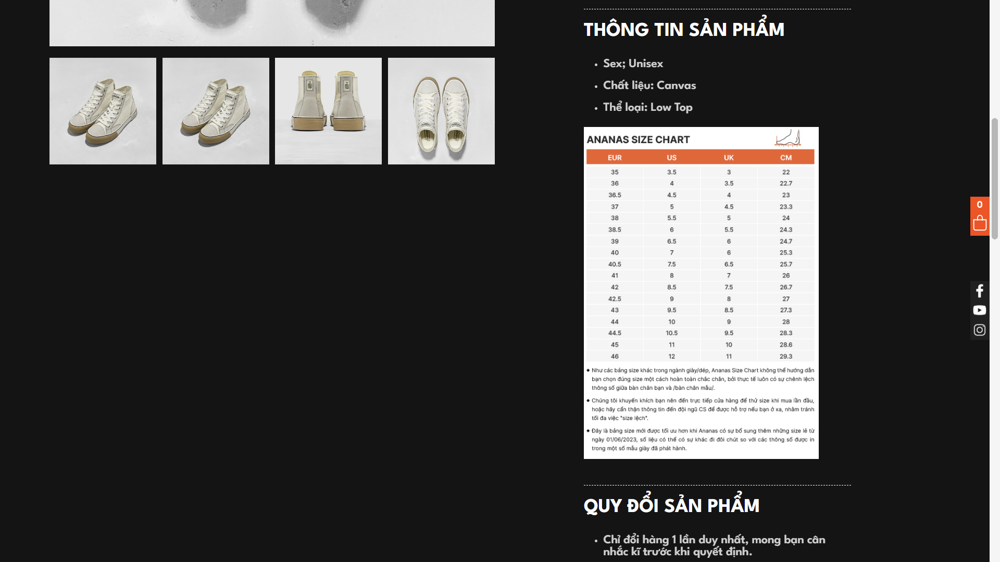 THÔNG TIN SẢN PHẨM
Sex; Unisex
Chất liệu: Canvas
Thể loại: Low Top
ANANAS SIZE CHART
EUR US UK CM
35 3.5 3 22
36 4 3.5 22.7
36.5 4.5 4 23
37 5 4.5 23.3
38 5.5 5 24
38.5 6 5.5 24.3
39 6.5 6 24.7
40 7 6 25.3
40.5 7.5 6.5 25.7
41 8 7 26
42 8.5 7.5 26.7
42.5 9 8 27
43 9.5 8.5 27.3
44 10 9 28
44.5 10.5 9.5 28.3
45 11 10 28.6
46 12 11 29.3
Như các bảng size khác trong ngành giày/dép, Ananas Size Chart không thể hướng dẫn
bạn chọn đúng size một cách hoàn toàn chắc chắn, bởi thực tế luôn có sự chênh lệch
thông số giữa bàn chân bạn và /bàn chân mẫu/.
Chúng tôi khuyến khích bạn nên đến trực tiếp cửa hàng để thử size khi mua lần đầu,
hoặc hãy cẩn thận thông tin đến đội ngũ CS để được hỗ trợ nếu bạn ở xa, nhằm tránh
tối đa việc "size lệch".
Đây là bảng size mới được tối ưu hơn khi Ananas có sự bổ sung thêm những size lẻ từ
ngày 01/06/2023, số liệu có thể có sự khác đi đôi chút so với các thông số được in
trong một số mẫu giày đã phát hành.
QUY ĐỔI SẢN PHẨM
Chỉ đổi hàng 1 lần duy nhất, mong bạn cân
nhắc kĩ trước khi quyết định.
0